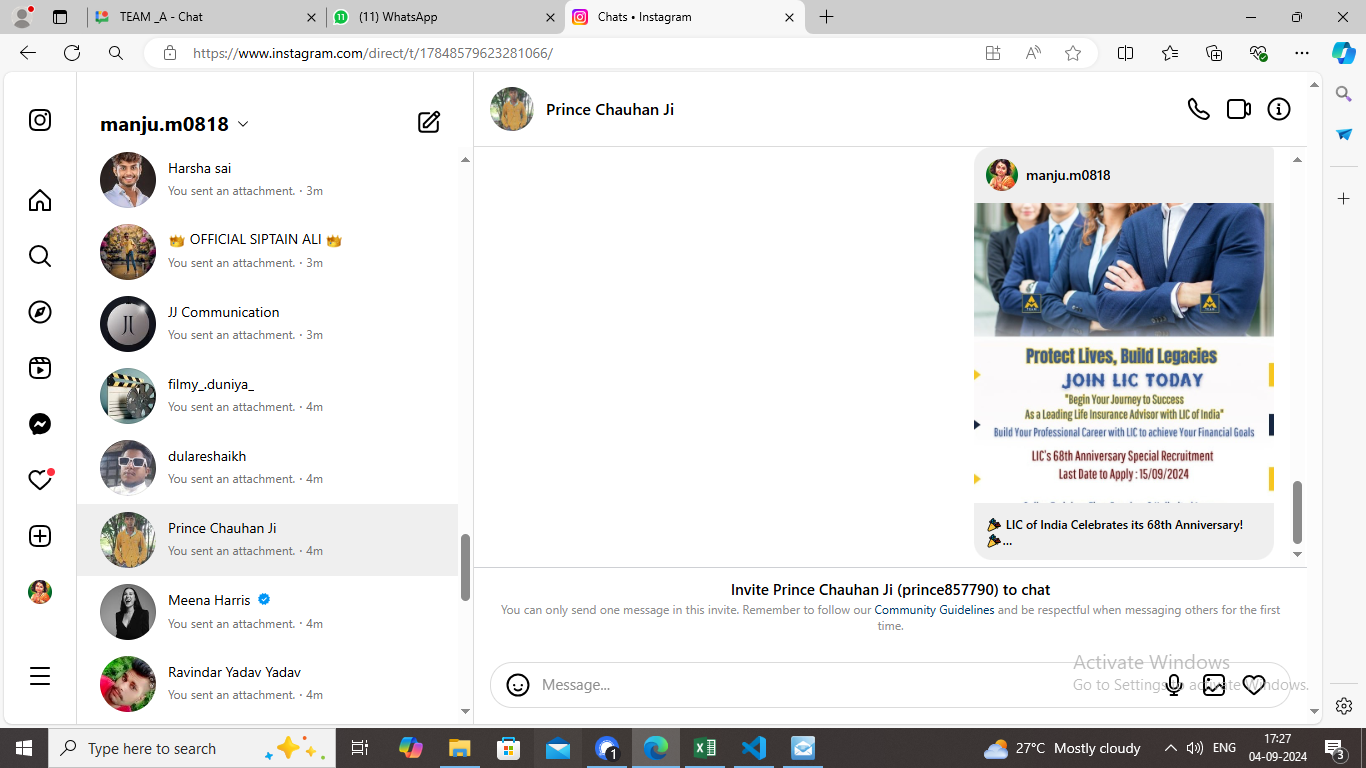 TEAM _A - Chat
(11) WhatsApp
Chats • Instagram
https://www.instagram.com/direct/t/17848579623281066/
manju.m0818
Harsha sai
You sent an attachment. · 3m
👑 OFFICIAL SIPTAIN ALI 👑
You sent an attachment. · 3m
JJ Communication
You sent an attachment. · 3m
filmy_.duniya_
You sent an attachment. · 4m
dulareshaikh
You sent an attachment. · 4m
Prince Chauhan Ji
You sent an attachment. · 4m
Meena Harris
You sent an attachment. · 4m
Ravindar Yadav Yadav
You sent an attachment. · 4m
Prince Chauhan Ji
manju.m0818
Protect Lives, Build Legacies
JOIN LIC TODAY
"Begin Your Journey to Success
As a Leading Life Insurance Advisor with LIC of India"
Build Your Professional Career with LIC to achieve Your Financial Goals
LIC's 68th Anniversary Special Recruitment
Last Date to Apply : 15/09/2024
🎉 LIC of India Celebrates its 68th Anniversary!
🎉...
Invite Prince Chauhan Ji (prince857790) to chat
You can only send one message in this invite. Remember to follow our Community Guidelines and be respectful when messaging others for the first
time.
Message...
Activate Windows
Go to Settings to activate Windows.
Type here to search
27°C Mostly cloudy
ENG
17:27
04-09-2024
3